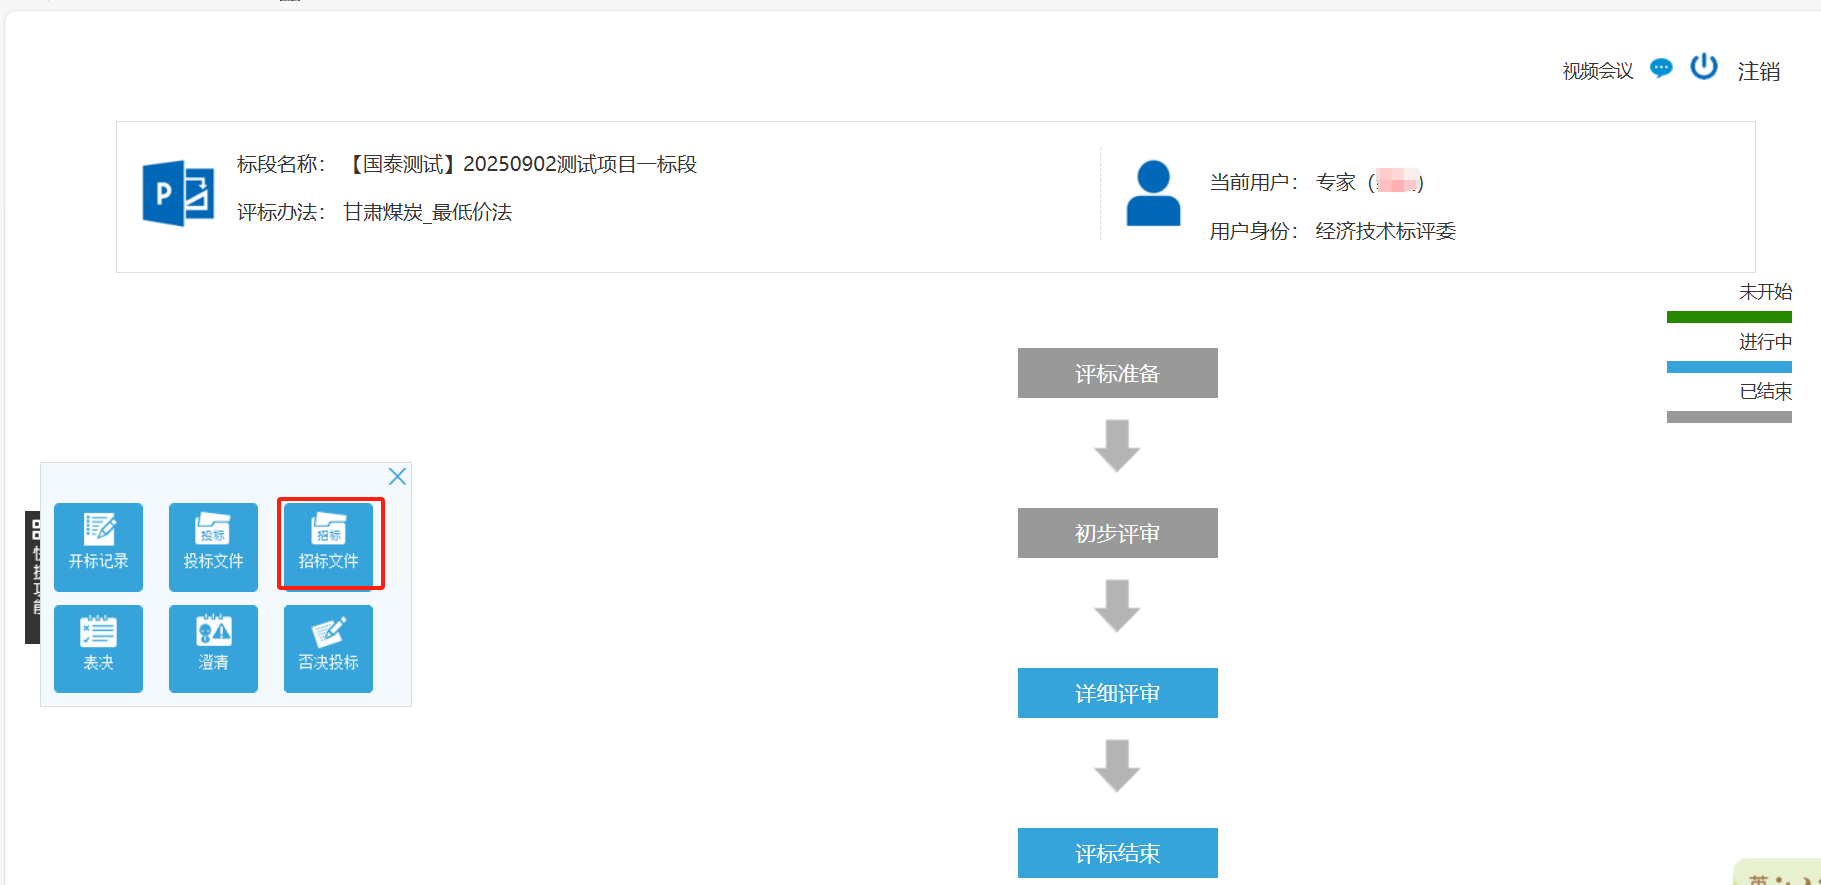 视频会议 注销
标段名称： 【国泰测试】20250902测试项目一标段
评标办法： 甘肃煤炭_最低价法
当前用户： 专家（ ）
用户身份： 经济技术标评委
未开始
进行中
已结束
评标准备
初步评审
详细评审
评标结束
开标记录
投标
投标文件
招标
招标文件
表决
澄清
否决投标
P
英